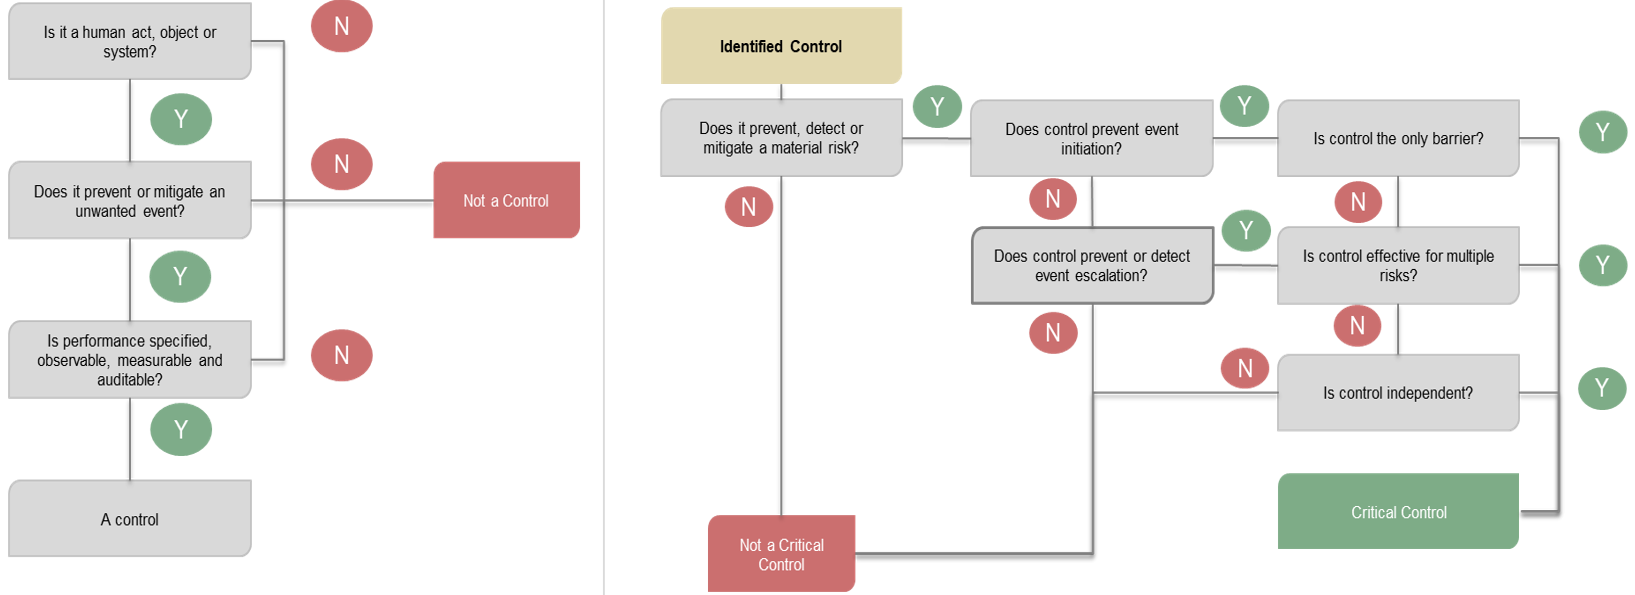 Is it a human act, object or
system?
N
Y
Does it prevent or mitigate an
unwanted event?
N
Not a Control
Y
Is performance specified,
observable, measurable and
auditable?
N
Y
A control
Identified Control
Does it prevent, detect or
mitigate a material risk?
Y
N
Does control prevent event
initiation?
Y
N
Is control the only barrier?
Y
N
Does control prevent or detect
event escalation?
Y
N
Is control effective for multiple
risks?
Y
N
Is control independent?
N
Y
Not a Critical
Control
Critical Control